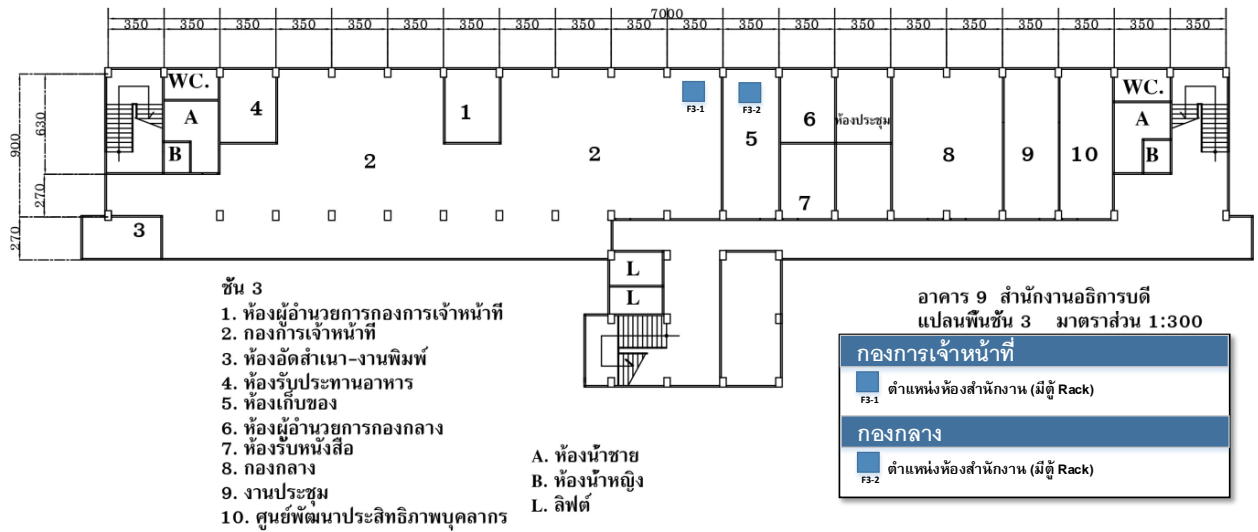 7000
350 350 350 350 350 350 350 350 350 350 350 350 350 350 350 350 350 350 350 350
900
630
270
270
WC.
A
B
4
1
2
2
3
F3-1
F3-2
5
6
ห้องประชุม
7
8
9
10
WC.
A
B
L
L
ชั้น 3
1. ห้องผู้อำนวยการกองการเจ้าหน้าที่
2. กองการเจ้าหน้าที่
3. ห้องอัดสำเนา-งานพิมพ์
4. ห้องรับประทานอาหาร
5. ห้องเก็บของ
6. ห้องผู้อำนวยการกองกลาง
7. ห้องรับหนังสือ
8. กองกลาง
9. งานประชุม
10. ศูนย์พัฒนาประสิทธิภาพบุคลากร
A. ห้องน้ำชาย
B. ห้องน้ำหญิง
L. ลิฟต์
อาคาร 9 สำนักงานอธิการบดี
แปลนพื้นชั้น 3 มาตราส่วน 1:300
กองการเจ้าหน้าที่
F3-1 ตำแหน่งห้องสำนักงาน (มีตู้ Rack)
กองกลาง
F3-2 ตำแหน่งห้องสำนักงาน (มีตู้ Rack)